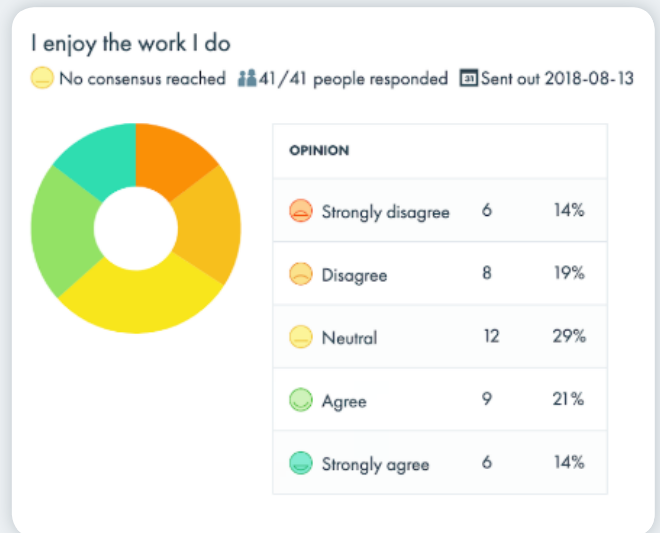 I enjoy the work I do
No consensus reached 41/41 people responded 31 Sent out 2018-08-13
OPINION
Strongly disagree 6 14%
Disagree 8 19%
Neutral 12 29%
Agree 9 21%
Strongly agree 6 14%